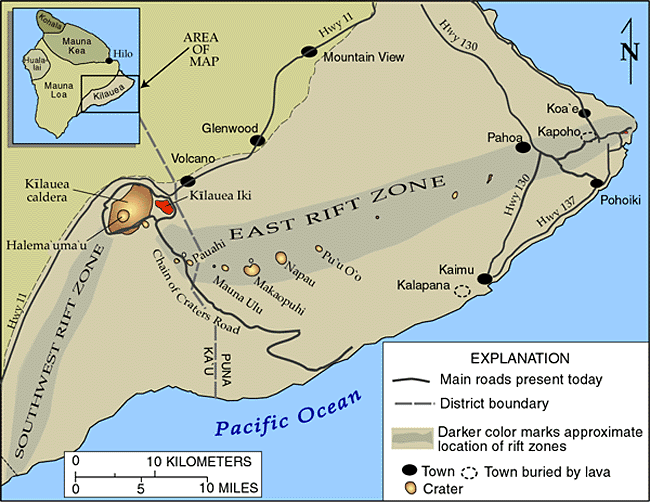 Kohala
Mauna
Kea
Hilo
Huala-
lai
Mauna
Loa
Kilauea
AREA
OF
MAP
Hwy 11
Hwy 130
N
Mountain View
Glenwood
Volcano
Koa`e
Kapoho
Pahoa
Pohoiki
Hwy 130
Hwy 137
Kīlauea
caldera
Kīlauea Iki
Halema`uma`u
EAST RIFT ZONE
Pauahi
Mauna Ulu
Makaopuhi
Napau
Pu`u O`o
Kaimu
Kalapana
Chain of Craters Road
Hwy 11
SOUTHWEST RIFT ZONE
PUNA
KA`U
Pacific Ocean
EXPLANATION
Main roads present today
District boundary
Darker color marks approximate
location of rift zones
Town
Town buried by lava
Crater
0 10 KILOMETERS
0 10 MILES